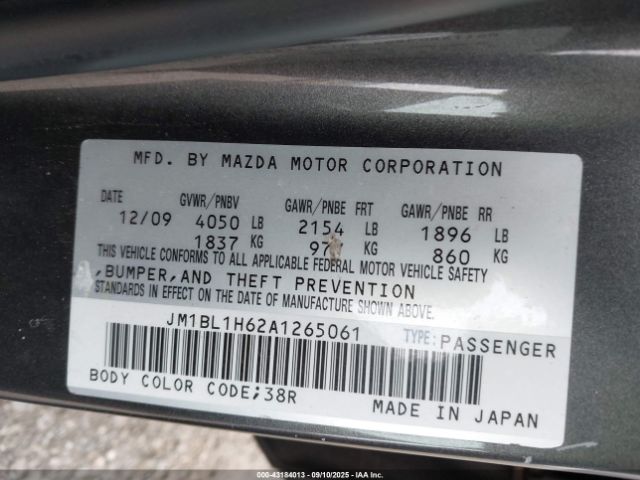 MFD. BY MAZDA MOTOR CORPORATION
DATE GVWR/PNBV GAWR/PNBE FRT GAWR/PNBE RR
12/09 4050 LB 2154 LB 1896 LB
1837 KG KG 860 KG
THIS VEHICLE CONFORMS TO ALL APPLICABLE FEDERAL MOTOR VEHICLE SAFETY
,BUMPER,AND THEFT PREVENTION
STANDARDS IN EFFECT ON THE DATE OF MANUFACTURE SHOWN ABOVE.
JM1BL1H62A1265061 TYPE:PASSENGER
BODY COLOR CODE;38R MADE IN JAPAN
00-43184013 - 09/10/2025 - IAA Inc.